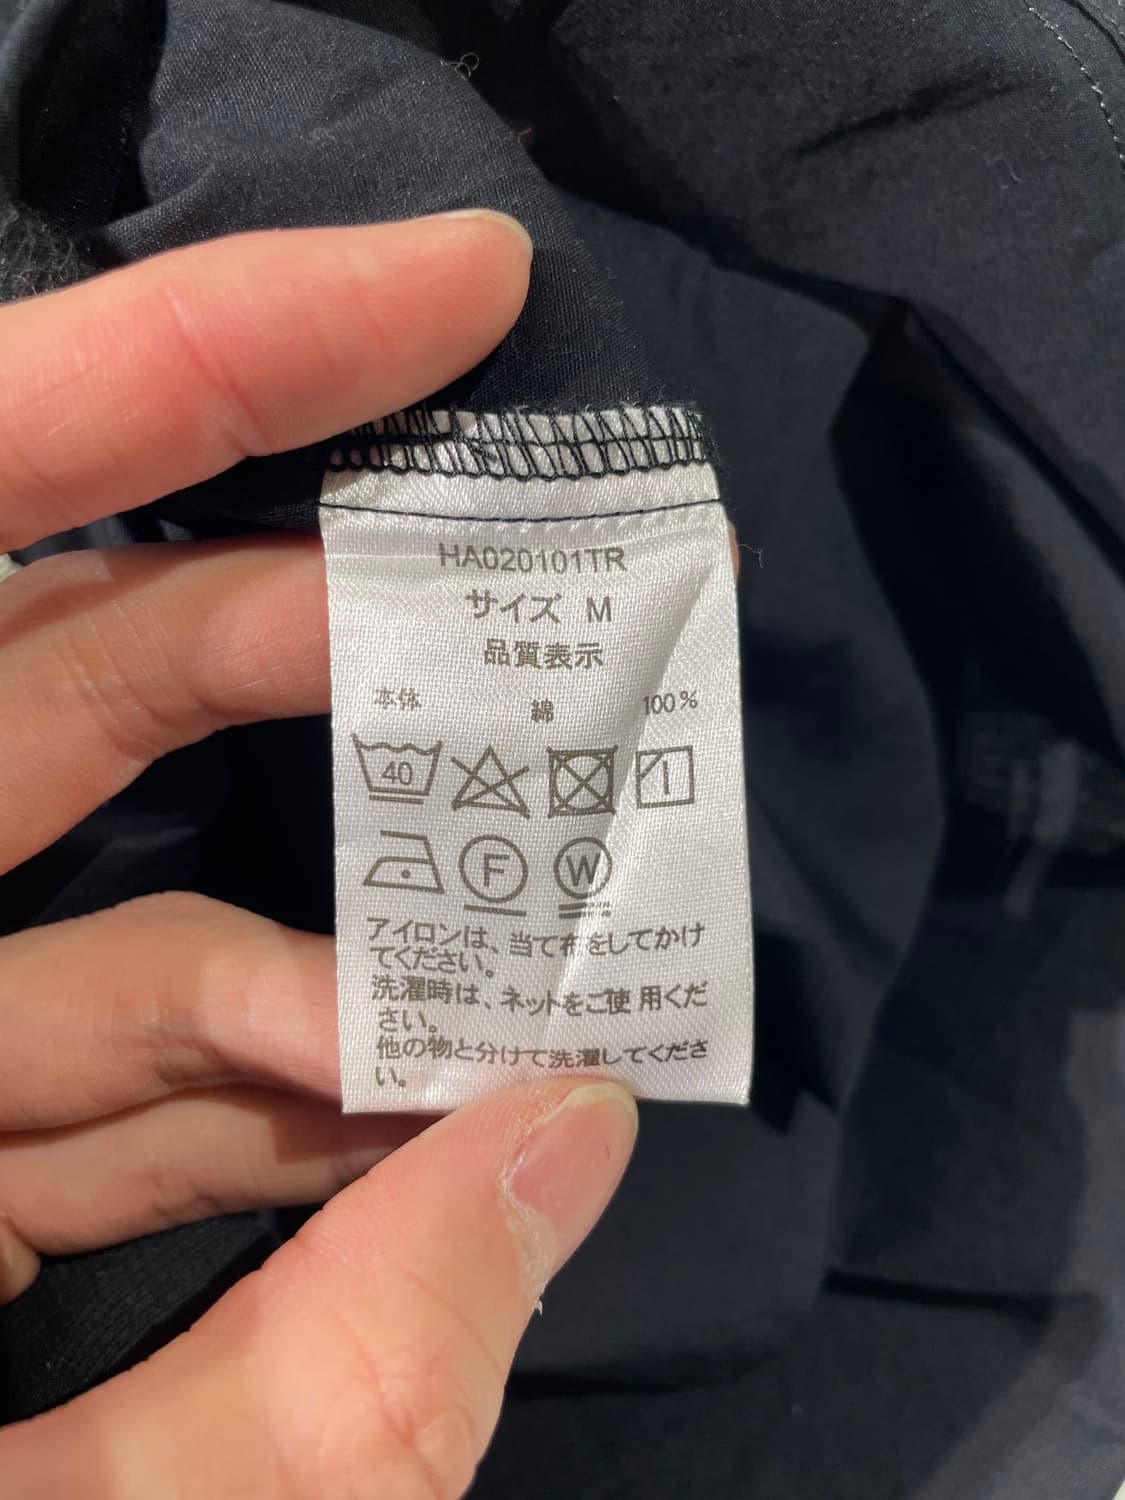 HA020101TR
サイズ M
品質表示
本体 綿 100%
40
F W
アイロンは、当て布をしてかけ
てください。
洗濯時は、ネットをご使用くだ
さい。
他の物と分けて洗濯してくださ
い。